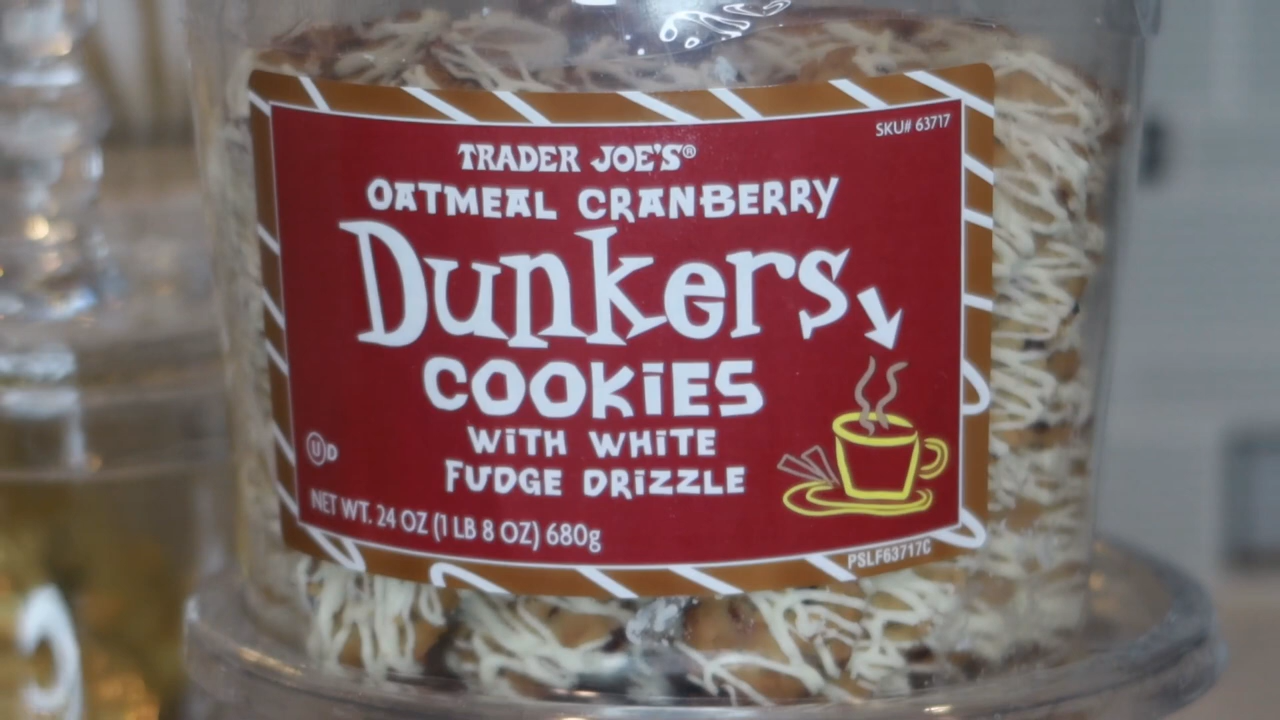 SKU# 63717
TRADER JOE'S®
OATMEAL CRANBERRY
DUNKERS
COOKiES
WiTH WHiTE
FUDGE DRiZZLE
UD
NET WT. 24 OZ (1 LB 8 OZ) 680g
PSLF63717C